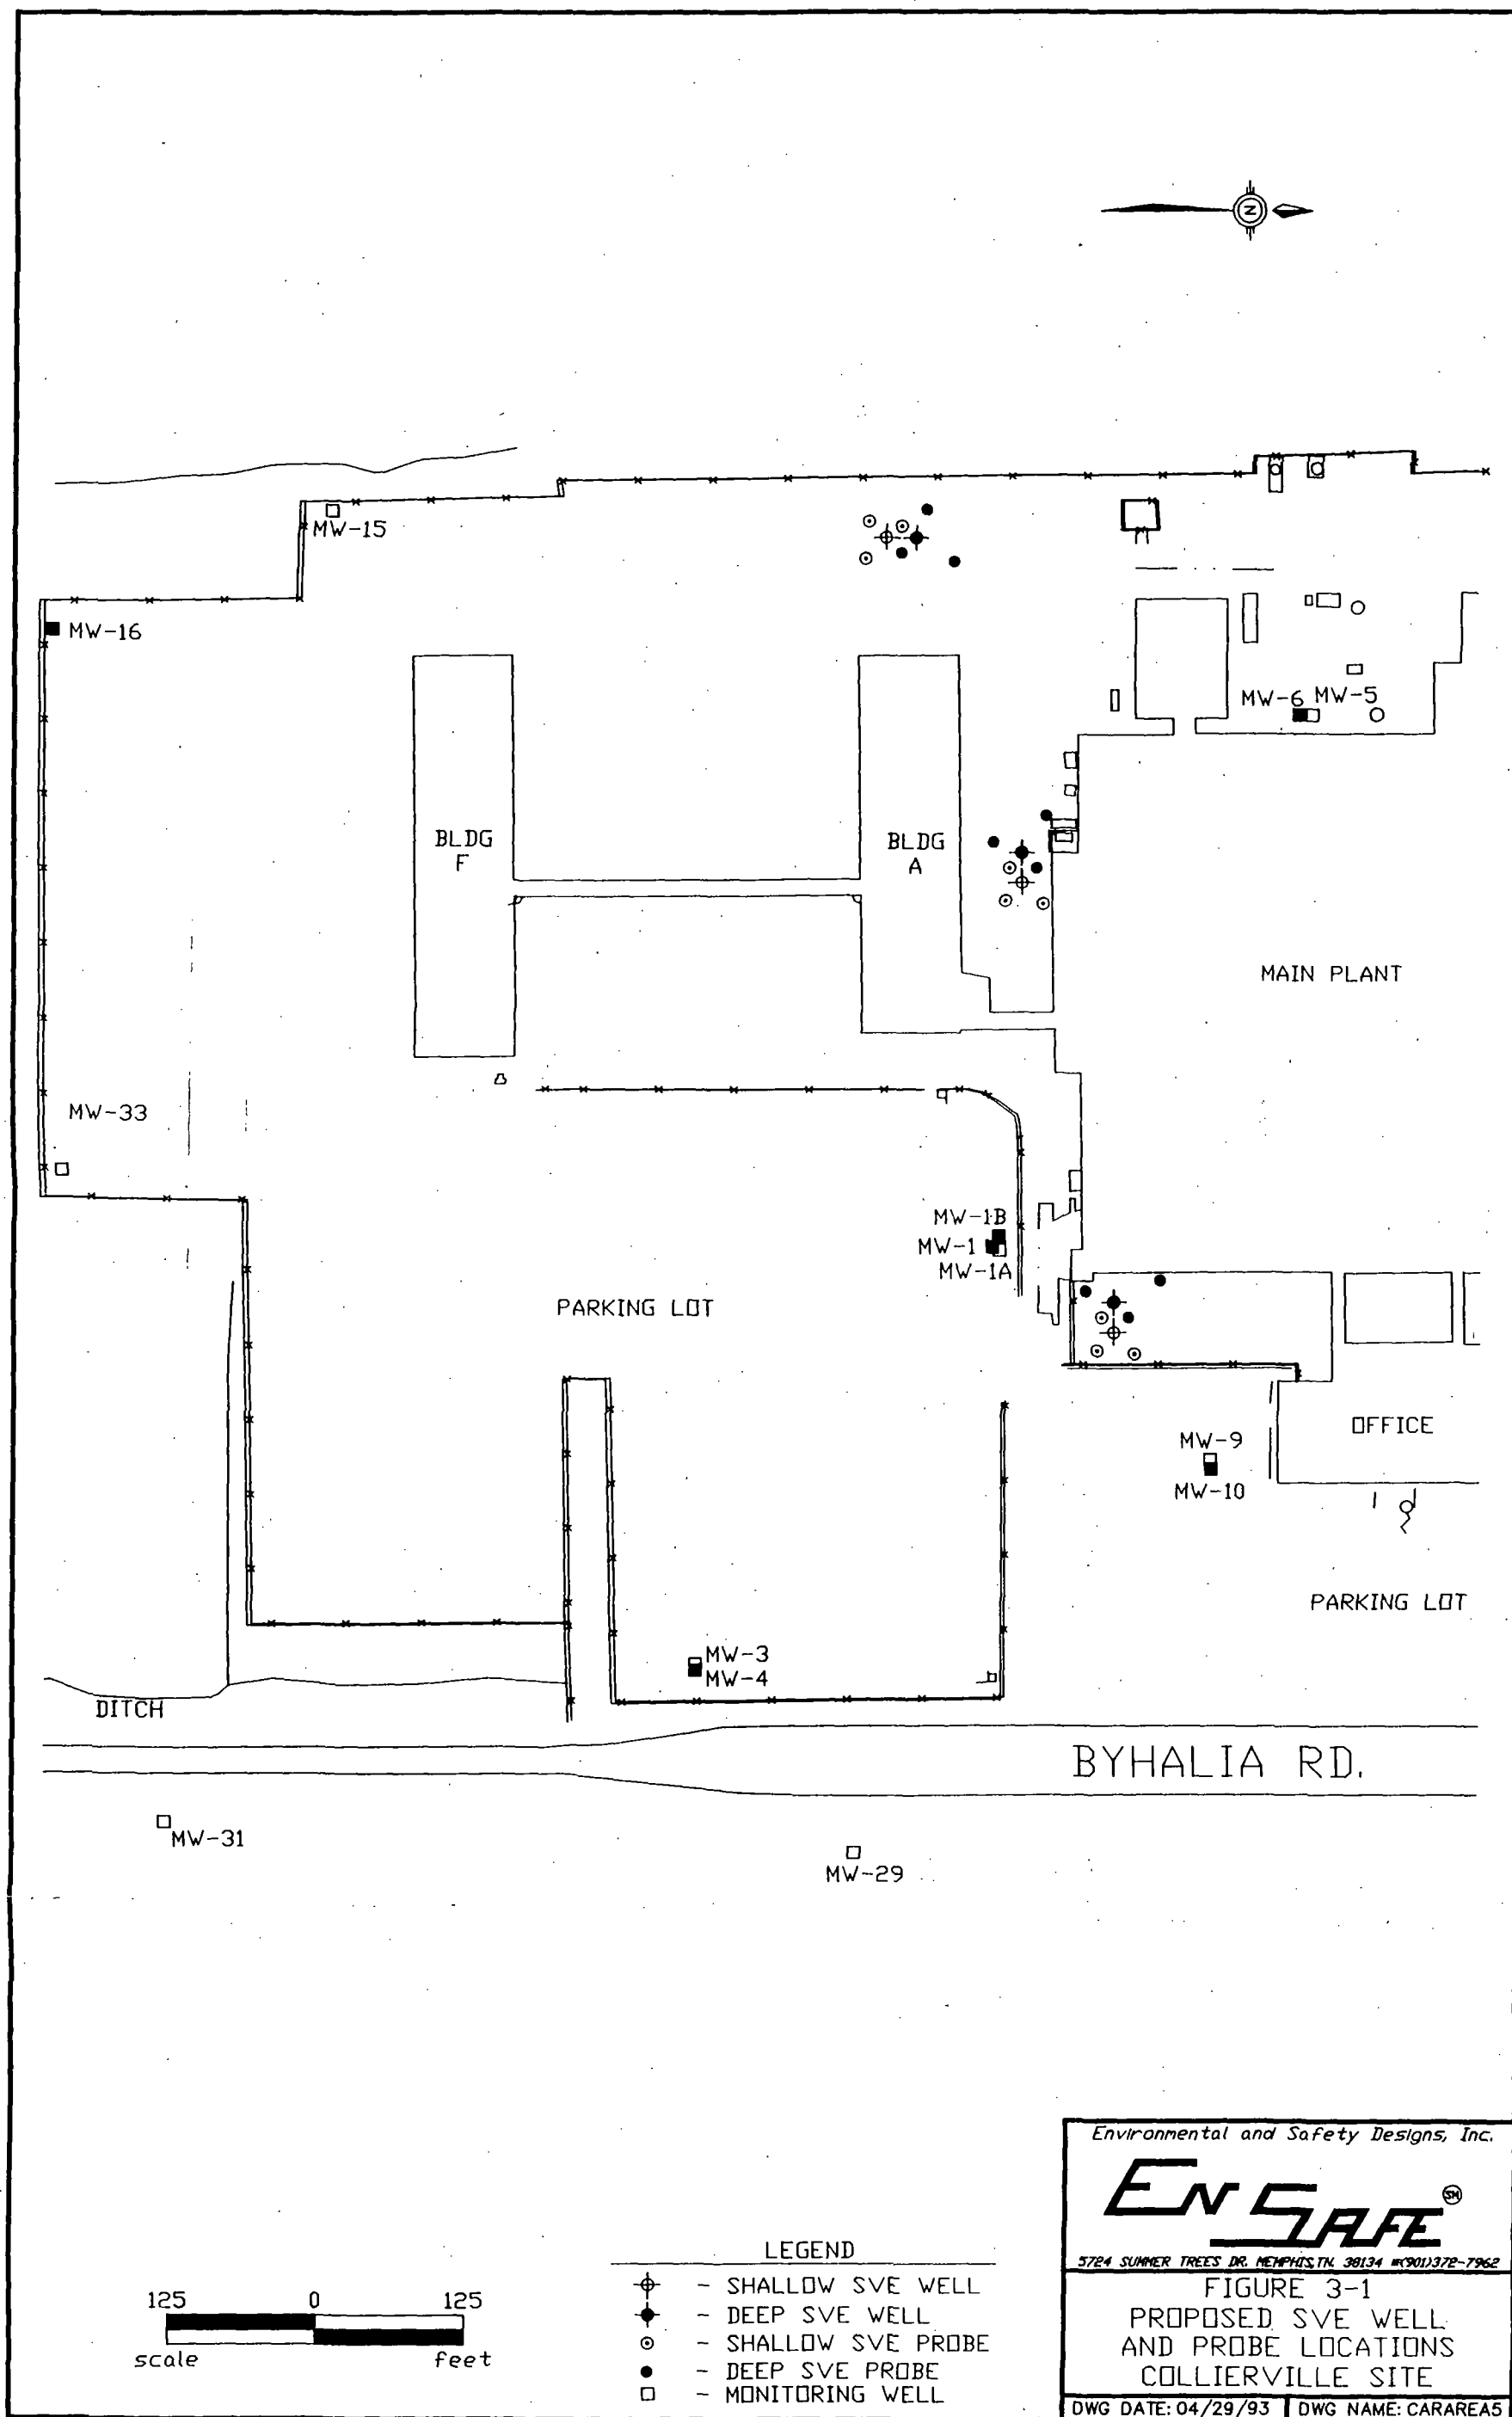 N
MW-15
MW-16
MW-6 MW-5
BLDG
F
BLDG
A
MAIN PLANT
MW-33
MW-1B
MW-1
MW-1A
PARKING LOT
OFFICE
MW-9
MW-10
PARKING LOT
MW-3
MW-4
DITCH
BYHALIA RD.
MW-31
MW-29
Environmental and Safety Designs, Inc.
ENSAFE SM
5724 SUMMER TREES DR. MEMPHIS, TN. 38134 (901)372-7962
LEGEND
- SHALLOW SVE WELL
- DEEP SVE WELL
- SHALLOW SVE PROBE
- DEEP SVE PROBE
- MONITORING WELL
125 0 125
scale feet
FIGURE 3-1
PROPOSED SVE WELL
AND PROBE LOCATIONS
COLLIERVILLE SITE
DWG DATE: 04/29/93 DWG NAME: CARAREA5